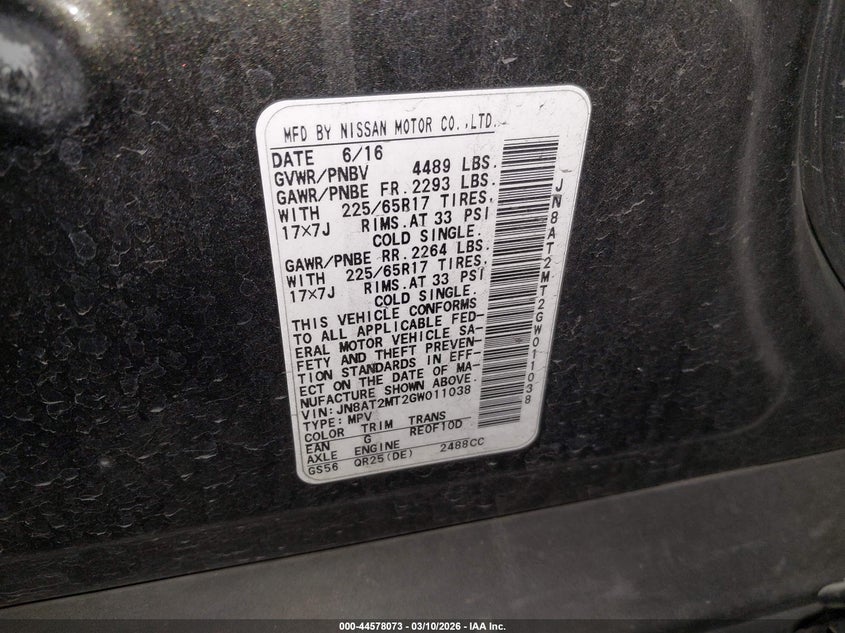 MFD BY NISSAN MOTOR CO.,LTD.
DATE 6/16
GVWR/PNBV 4489 LBS.
GAWR/PNBE FR. 2293 LBS.
WITH 225/65R17 TIRES,
17×7J RIMS.AT 33 PSI
COLD SINGLE.
GAWR/PNBE RR. 2264 LBS.
WITH 225/65R17 TIRES,
17×7J RIMS.AT 33 PSI
COLD SINGLE.
THIS VEHICLE CONFORMS
TO ALL APPLICABLE FED-
ERAL MOTOR VEHICLE SA-
FETY AND THEFT PREVEN-
TION STANDARDS IN EFF-
ECT ON THE DATE OF MA-
NUFACTURE SHOWN ABOVE.
VIN: JN8AT2MT2GW011038
TYPE: MPV
COLOR TRIM TRANS
EAN G RE0F10D
AXLE ENGINE
GS56 QR25(DE) 2488CC
JN8AT2MT2GW011038
000-44578073 — 03/10/2026 — IAA Inc.